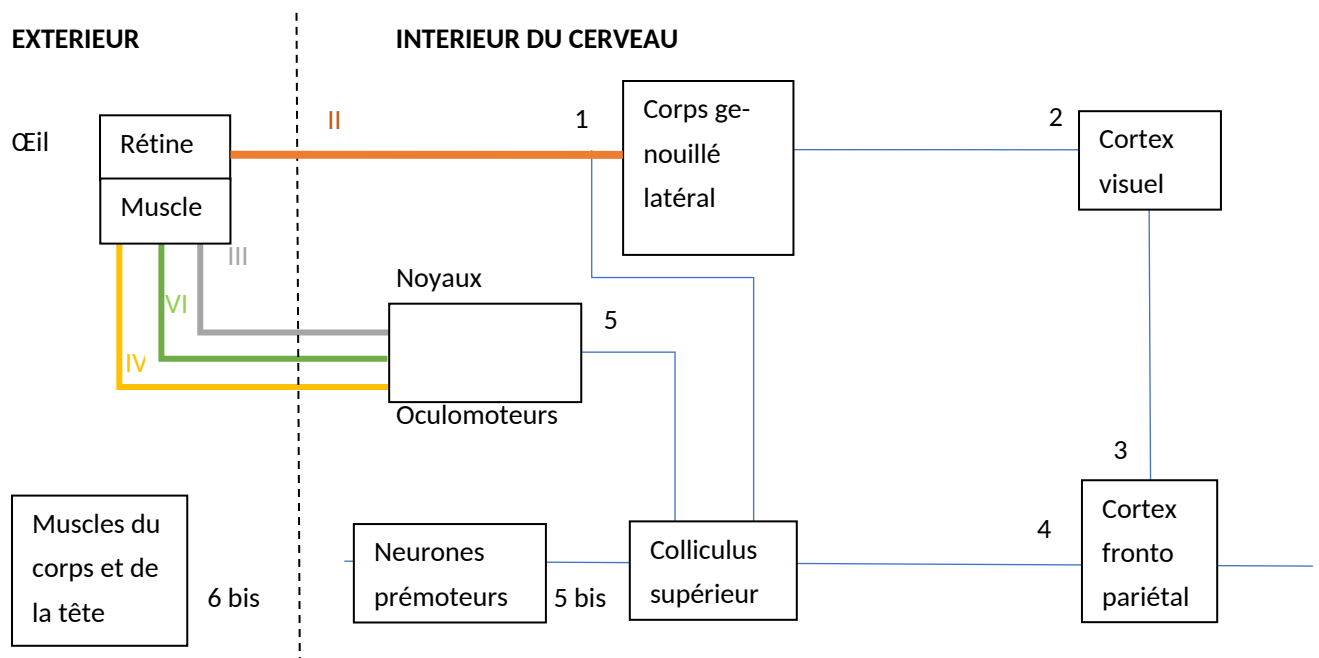 EXTERIEUR
INTERIEUR DU CERVEAU
II
1
Corps ge-
nouillé
latéral
2
Cortex
visuel
Œil
Rétine
Muscle
III
VI
IV
Noyaux
5
Oculomoteurs
3
Muscles du
corps et de
la tête
6 bis
Neurones
prémoteurs
5 bis
Colliculus
supérieur
4
Cortex
fronto
pariétal